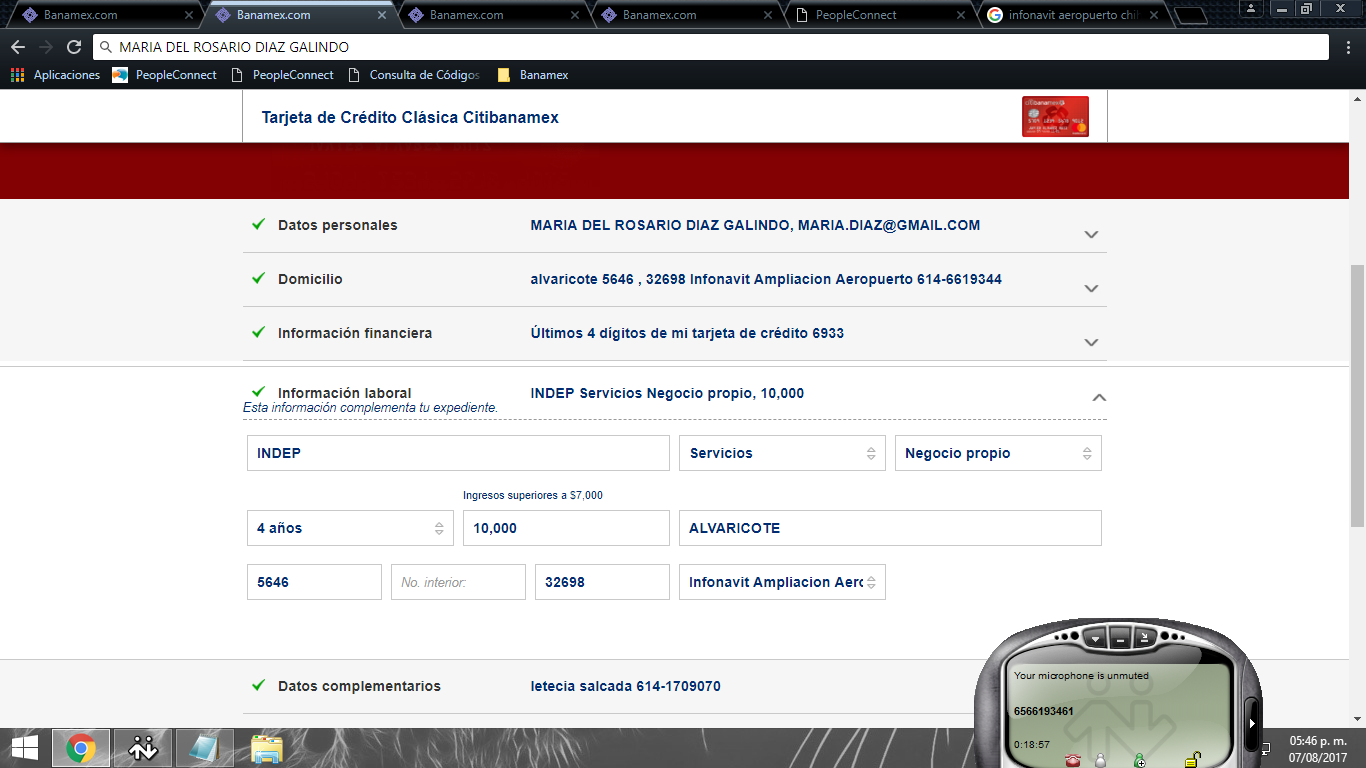 Banamex.com
Banamex.com
Banamex.com
Banamex.com
PeopleConnect
infonavit aeropuerto chi
MARIA DEL ROSARIO DIAZ GALINDO
Aplicaciones
PeopleConnect
PeopleConnect
Consulta de Códigos
Banamex
Tarjeta de Crédito Clásica Citibanamex
citibanamex
Datos personales
MARIA DEL ROSARIO DIAZ GALINDO, MARIA.DIAZ@GMAIL.COM
Domicilio
alvaricote 5646 , 32698 Infonavit Ampliacion Aeropuerto 614-6619344
Información financiera
Últimos 4 dígitos de mi tarjeta de crédito 6933
Información laboral
INDEP Servicios Negocio propio, 10,000
Esta información complementa tu expediente.
INDEP
Servicios
Negocio propio
Ingresos superiores a $7,000
4 años
10,000
ALVARICOTE
5646
No. interior:
32698
Infonavit Ampliacion Aero
Datos complementarios
letecia salcada 614-1709070
Your microphone is unmuted
6566193461
0:18:57
05:46 p. m.
07/08/2017